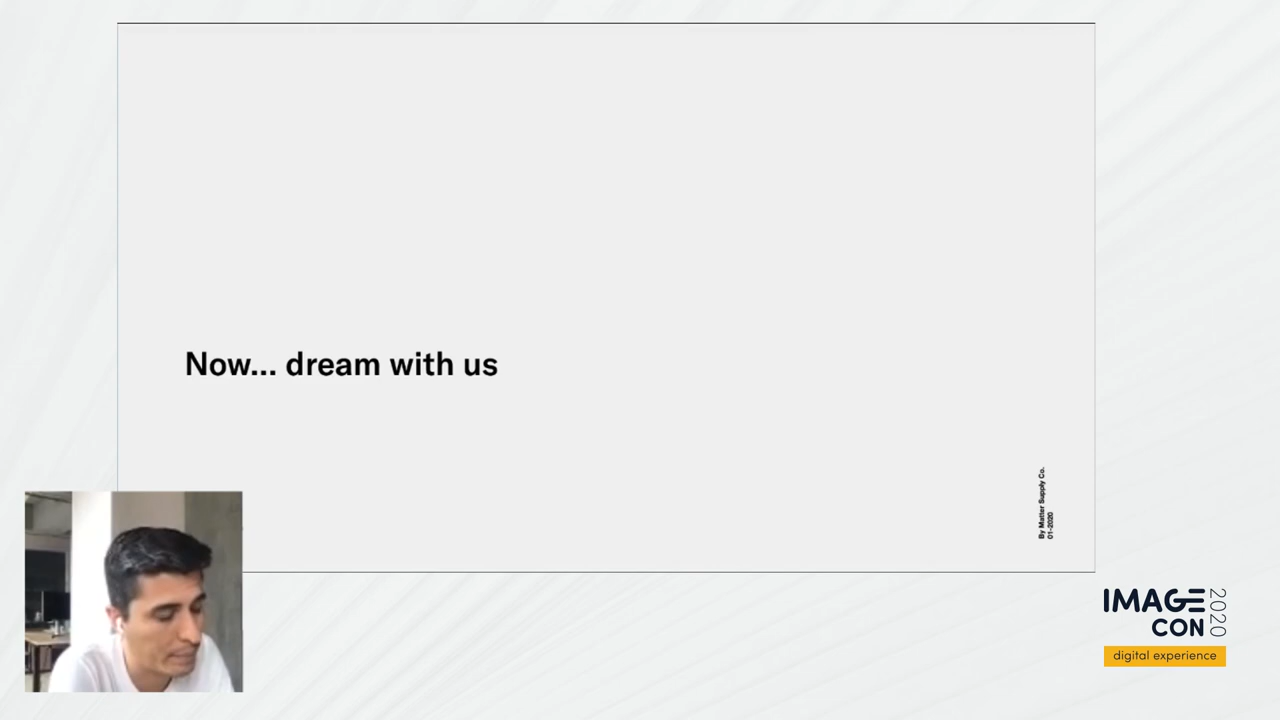 Now... dream with us
By Matter Supply Co.
01-2020
IMAGE
CON
2020
digital experience